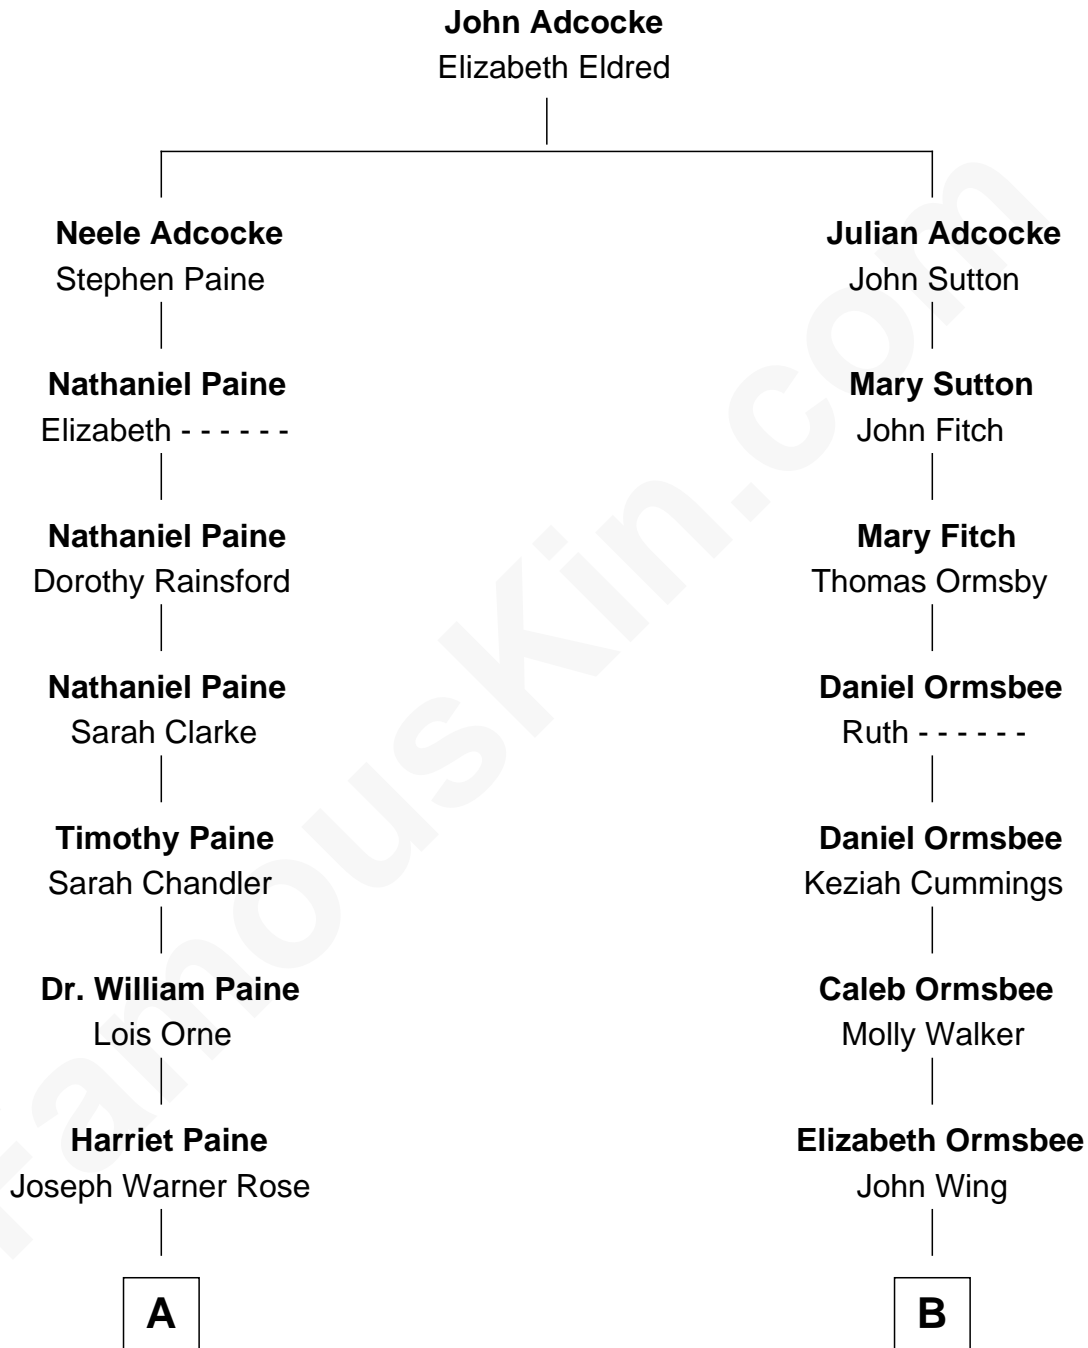 John Adcocke
Elizabeth Eldred
Neele Adcocke
Stephen Paine
Julian Adcocke
John Sutton
Nathaniel Paine
Elizabeth - - - - - -
Mary Sutton
John Fitch
Nathaniel Paine
Dorothy Rainsford
Mary Fitch
Thomas Ormsby
Nathaniel Paine
Sarah Clarke
Daniel Ormsbee
Ruth - - - - - -
Timothy Paine
Sarah Chandler
Daniel Ormsbee
Keziah Cummings
Dr. William Paine
Lois Orne
Caleb Ormsbee
Molly Walker
Harriet Paine
Joseph Warner Rose
Elizabeth Ormsbee
John Wing
A
B
FamousKin.com